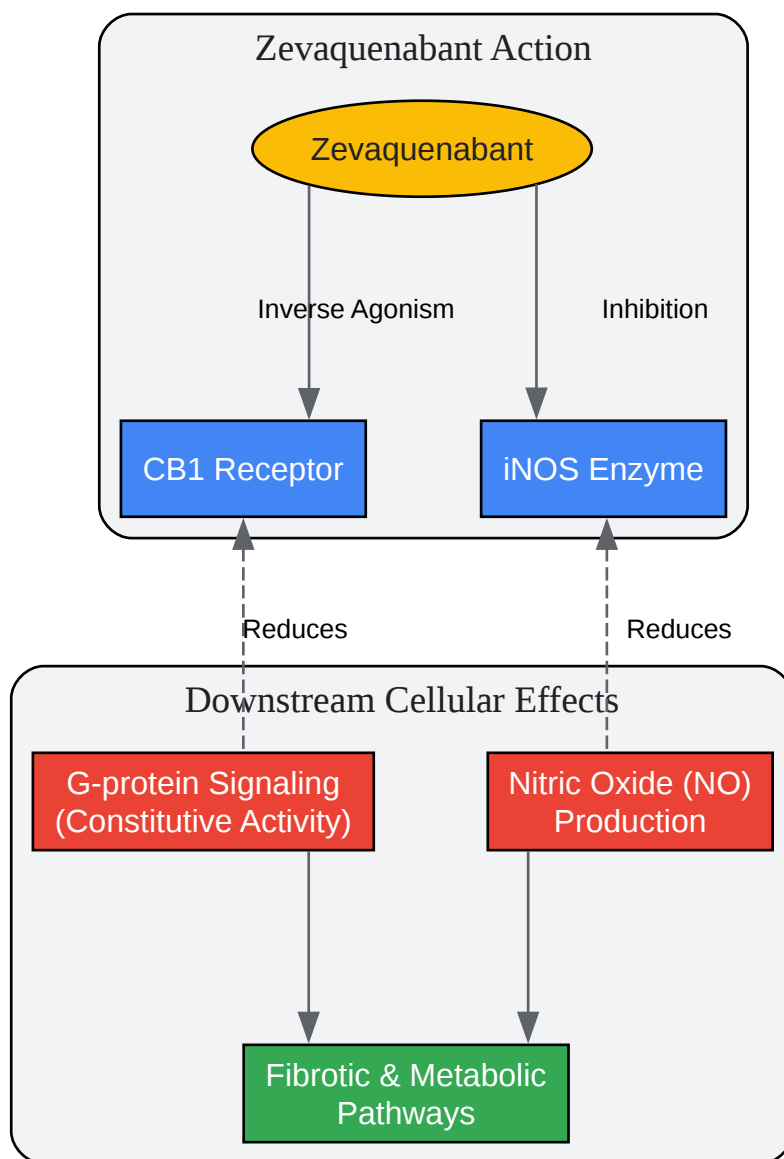 Zevaquenabant Action
Zevaquenabant
Inverse Agonism
Inhibition
CB1 Receptor
iNOS Enzyme
Reduces
Reduces
Downstream Cellular Effects
G-protein Signaling
(Constitutive Activity)
Nitric Oxide (NO)
Production
Fibrotic & Metabolic
Pathways